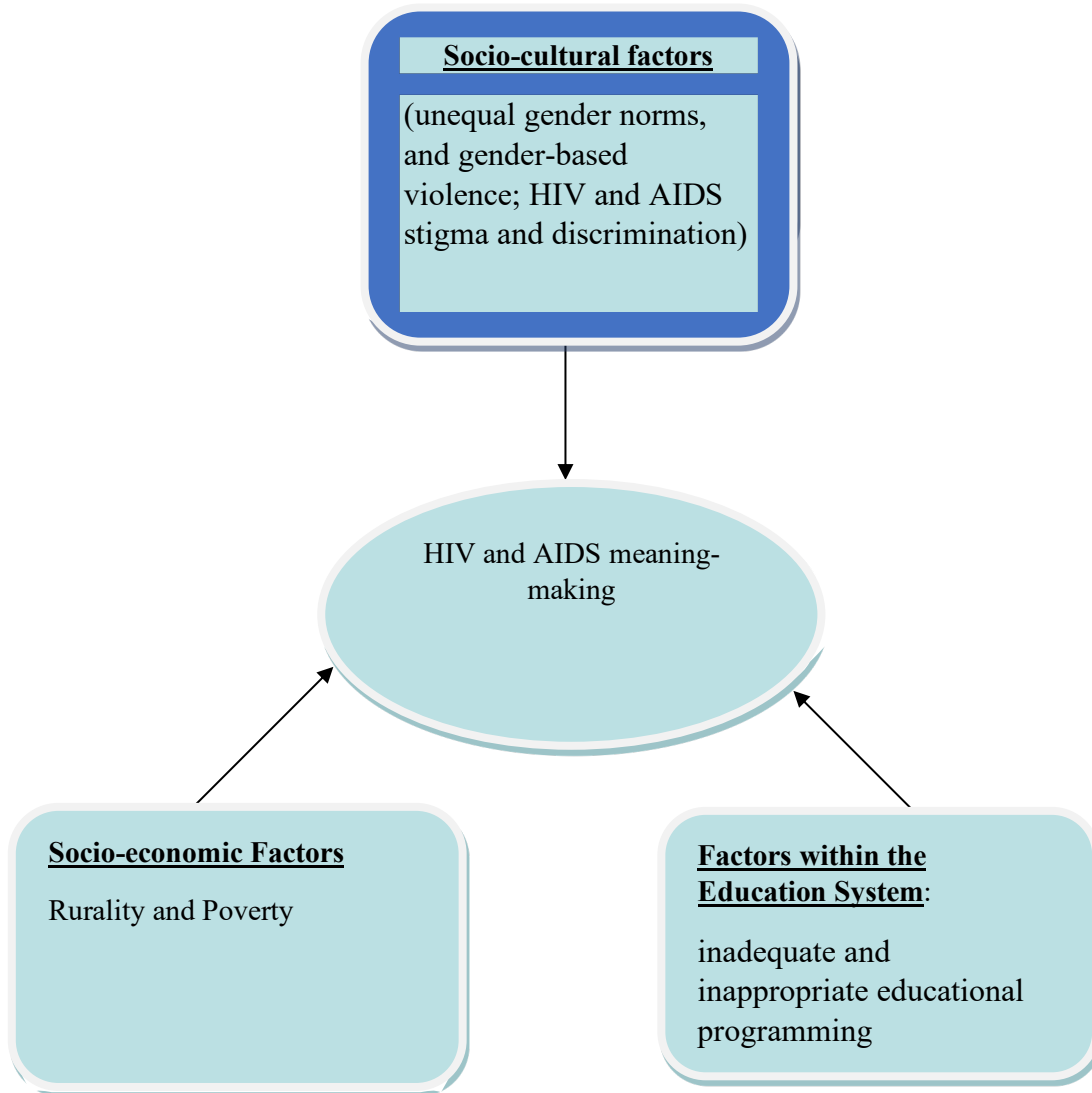 Socio-cultural factors
(unequal gender norms,
and gender-based
violence; HIV and AIDS
stigma and discrimination)
HIV and AIDS meaning-
making
Socio-economic Factors
Rurality and Poverty
Factors within the
Education System:
inadequate and
inappropriate educational
programming